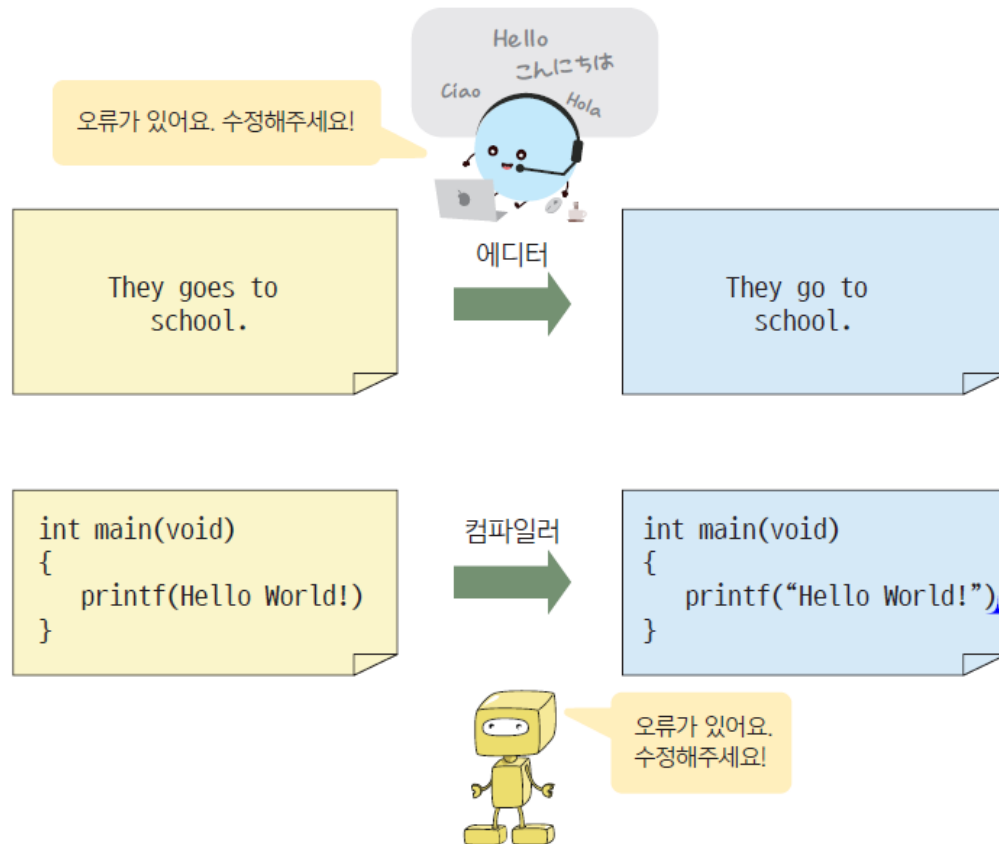 Hello
こんにちは
Ciao
Hola
오류가 있어요. 수정해주세요!
에디터
They goes to
school.
They go to
school.
컴파일러
int main(void)
{
printf(Hello World!)
}
int main(void)
{
printf(“Hello World!”)
}
오류가 있어요.
수정해주세요!